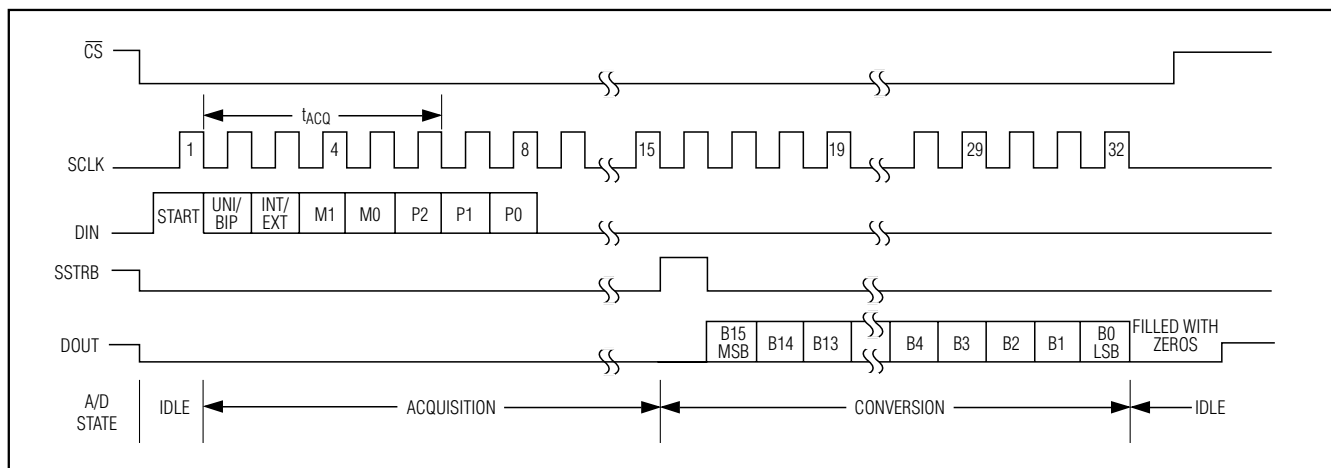 CS
tACQ
1 4 8 15 19 29 32
SCLK
START UNI/BIP INT/EXT M1 M0 P2 P1 P0
DIN
SSTRB
B15 MSB B14 B13 B4 B3 B2 B1 B0 LSB FILLED WITH ZEROS
DOUT
A/D STATE IDLE ACQUISITION CONVERSION IDLE